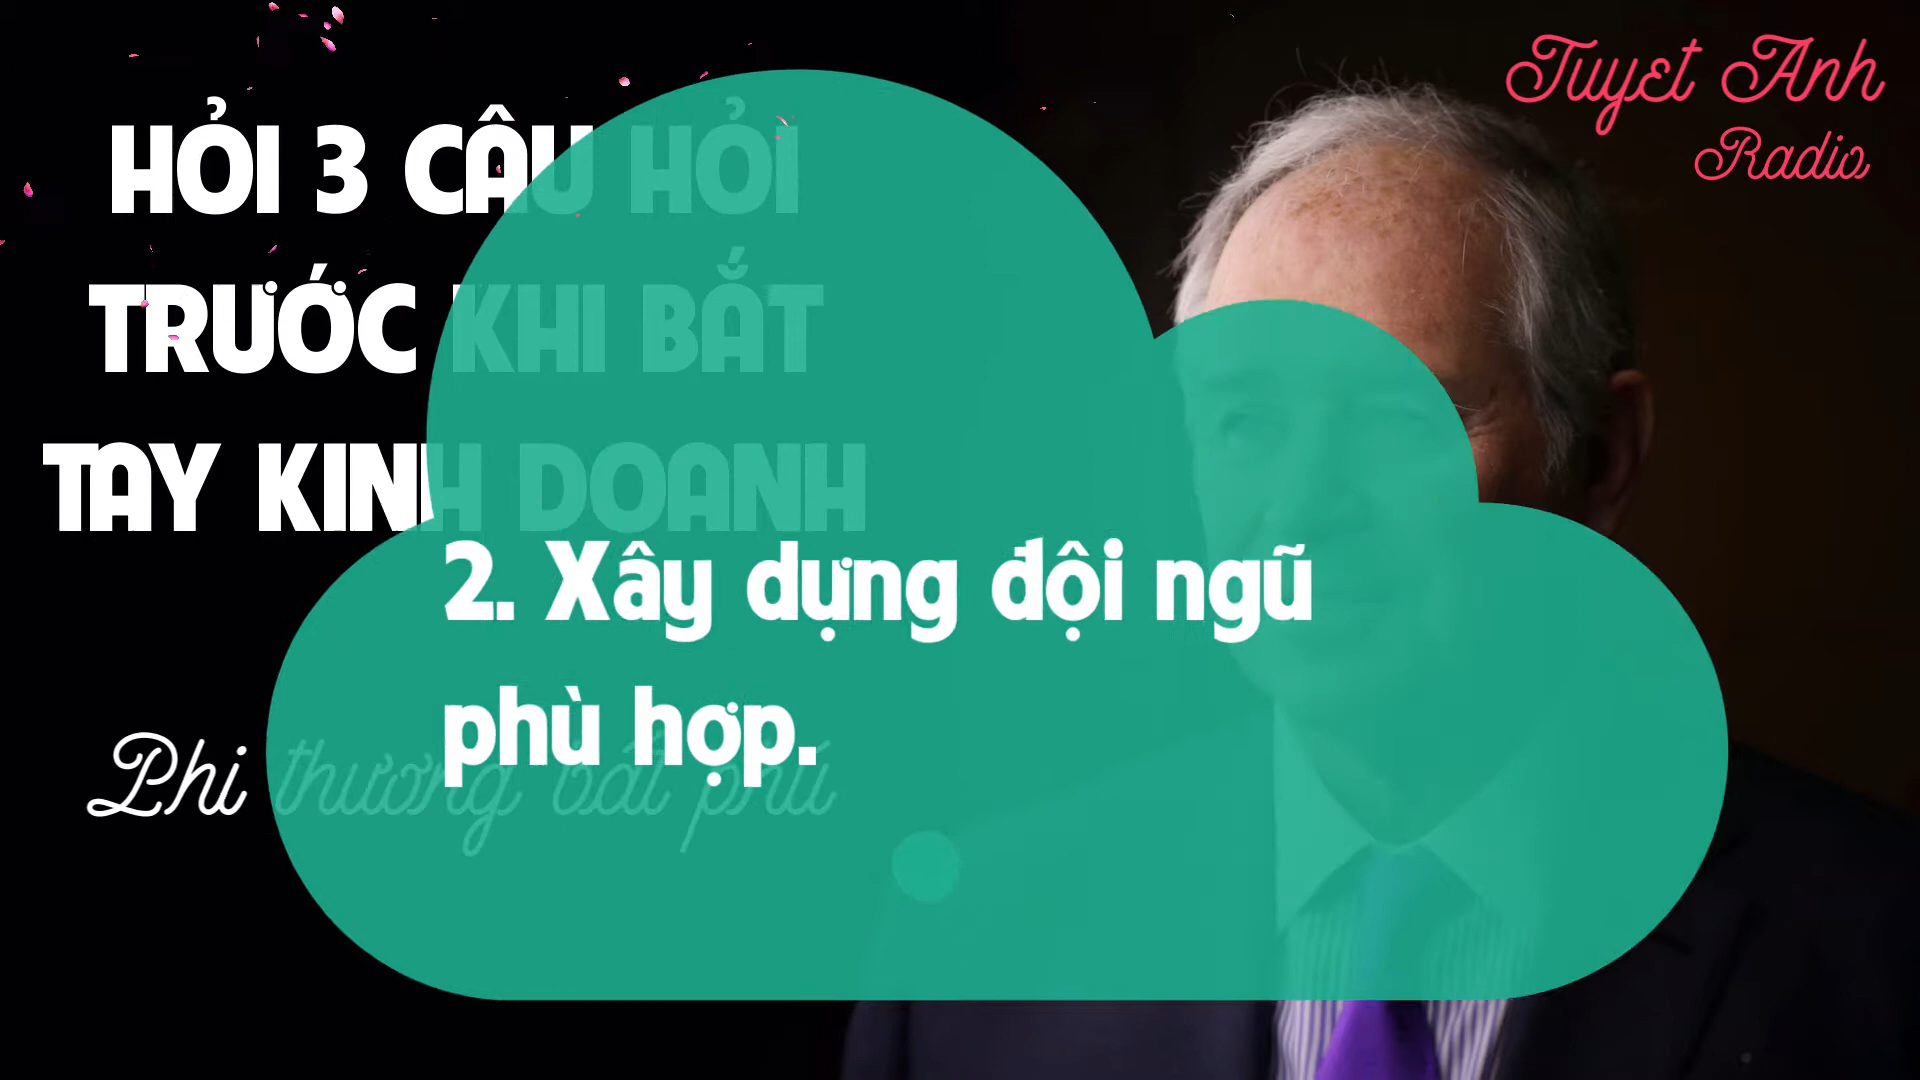 Tuyet Anh
Radio
HỎI 3 CÂU HỎI
TRƯỚC KHI BẮT
TAY KINH DOANH
2. Xây dựng đội ngũ
phù hợp.
Phi thương bất phú